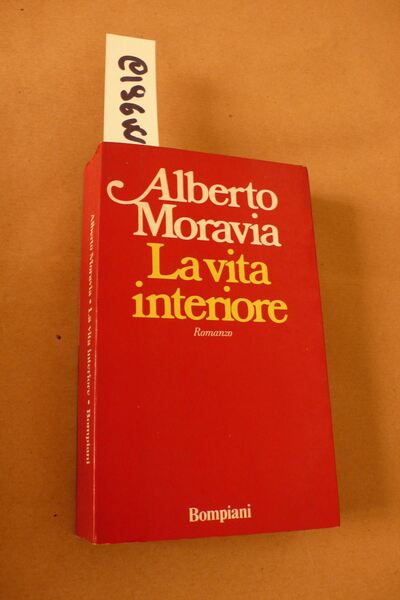 Alberto
Moravia
La vita
interiore
Romanzo
Bompiani
Alberto Moravia • La vita interiore • Bompiani